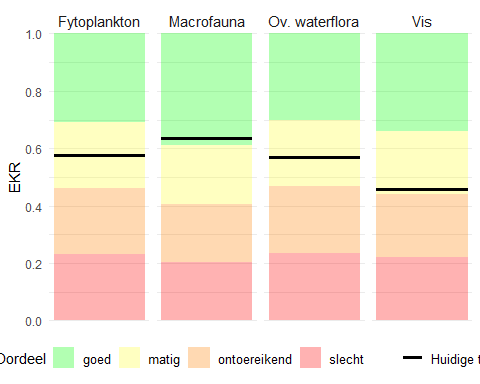 Fytoplankton Macrofauna Ov. waterflora Vis
1.0
0.8
0.6
0.4
0.2
0.0
EKR
Oordeel goed matig ontoereikend slecht Huidige t